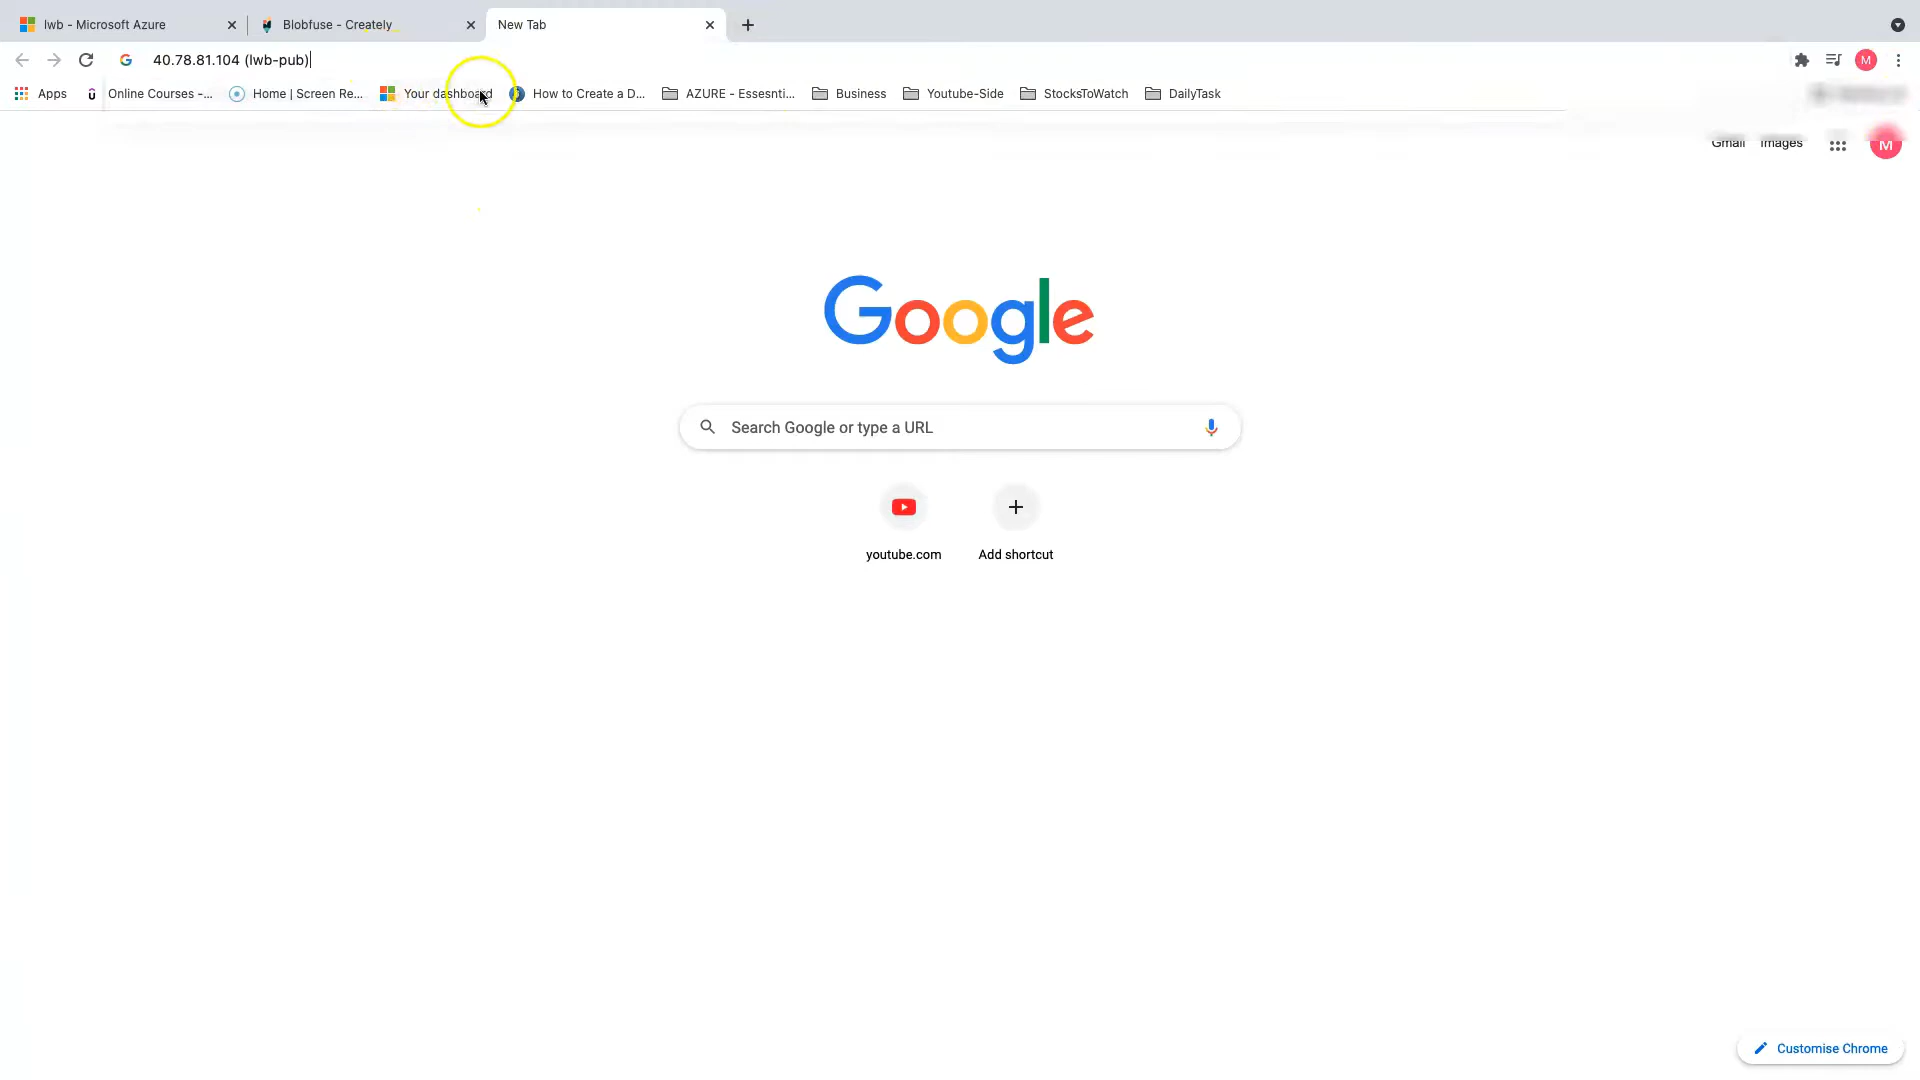 lwb - Microsoft Azure
Blobfuse - Creately
New Tab
40.78.81.104 (lwb-pub)
Apps
Online Courses -...
Home | Screen Re...
Your dashboard
How to Create a D...
AZURE - Essesnti...
Business
Youtube-Side
StocksToWatch
DailyTask
M
Gmail
Images
M
Google
Search Google or type a URL
youtube.com
Add shortcut
Customise Chrome